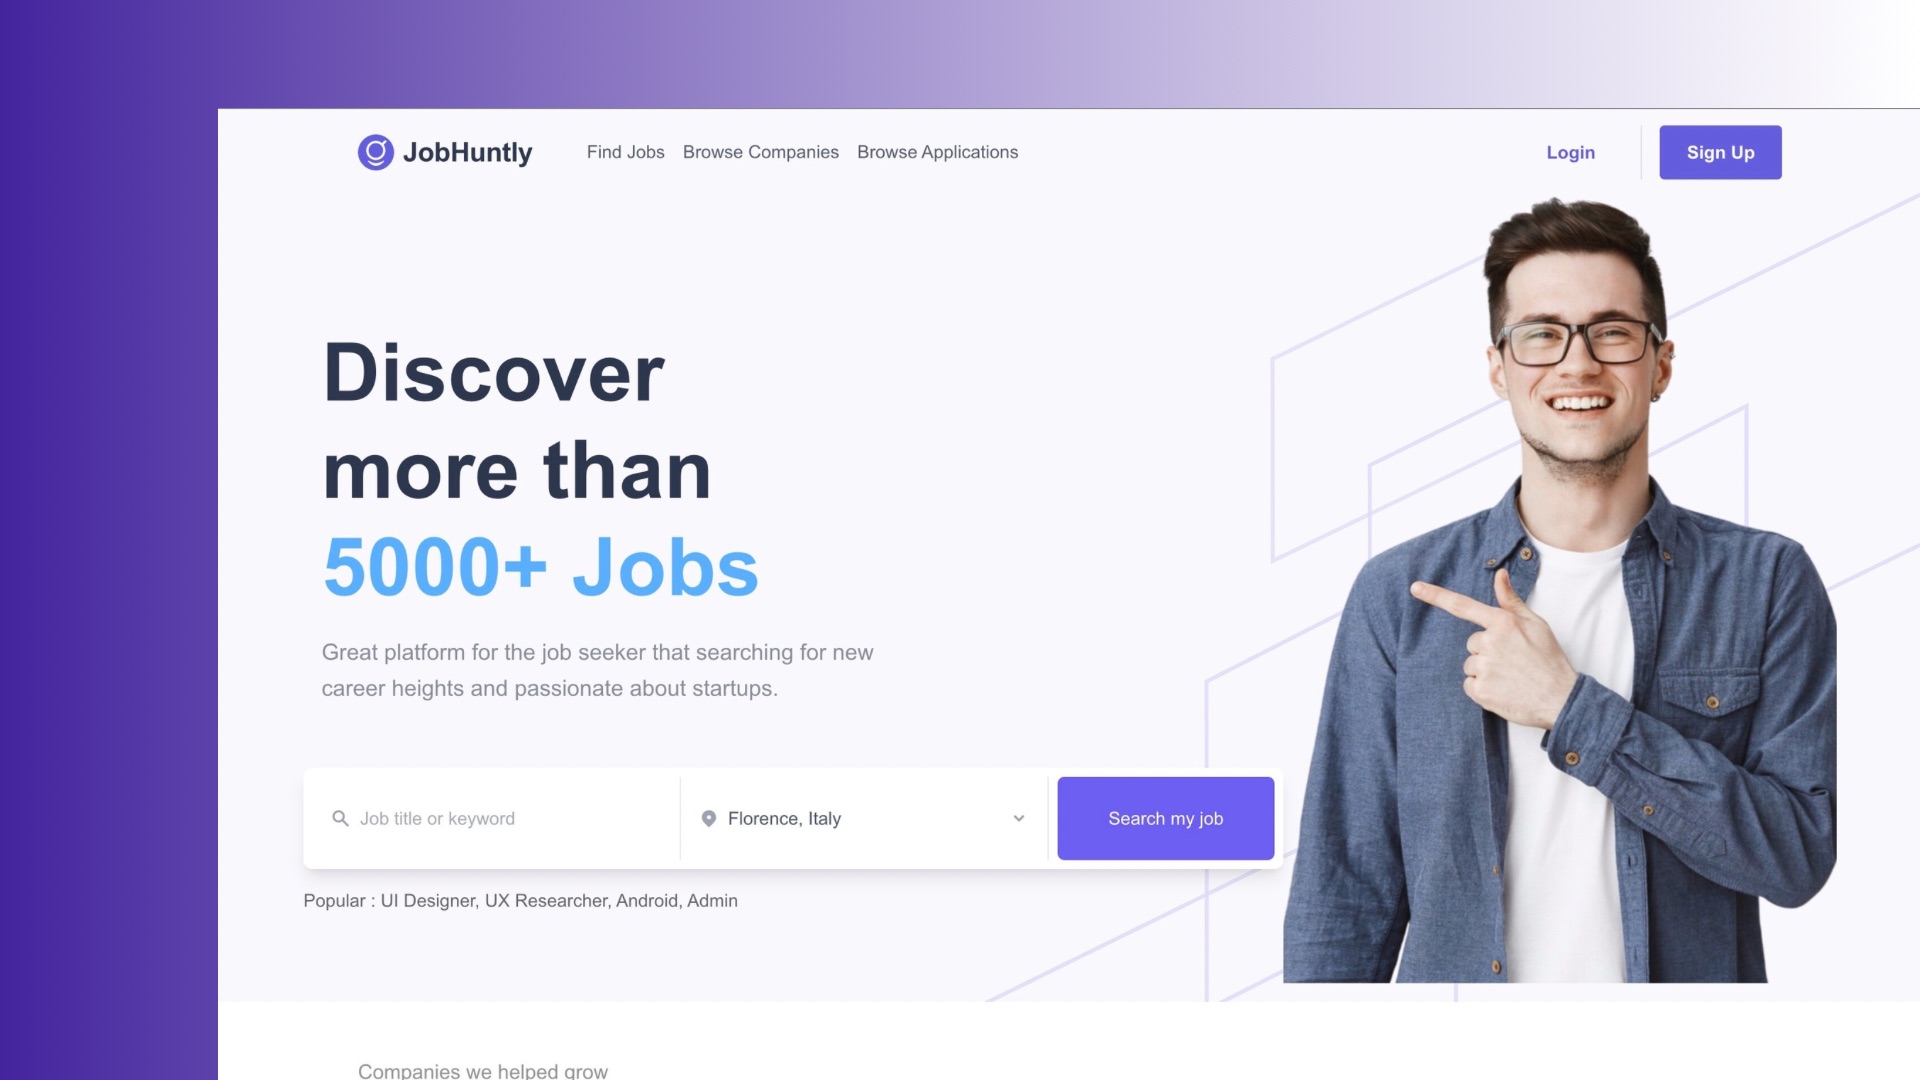 JobHuntly
Find Jobs Browse Companies Browse Applications
Login
Sign Up
Discover
more than
5000+ Jobs
Great platform for the job seeker that searching for new
career heights and passionate about startups.
Job title or keyword
Florence, Italy
Search my job
Popular : UI Designer, UX Researcher, Android, Admin
Companies we helped grow